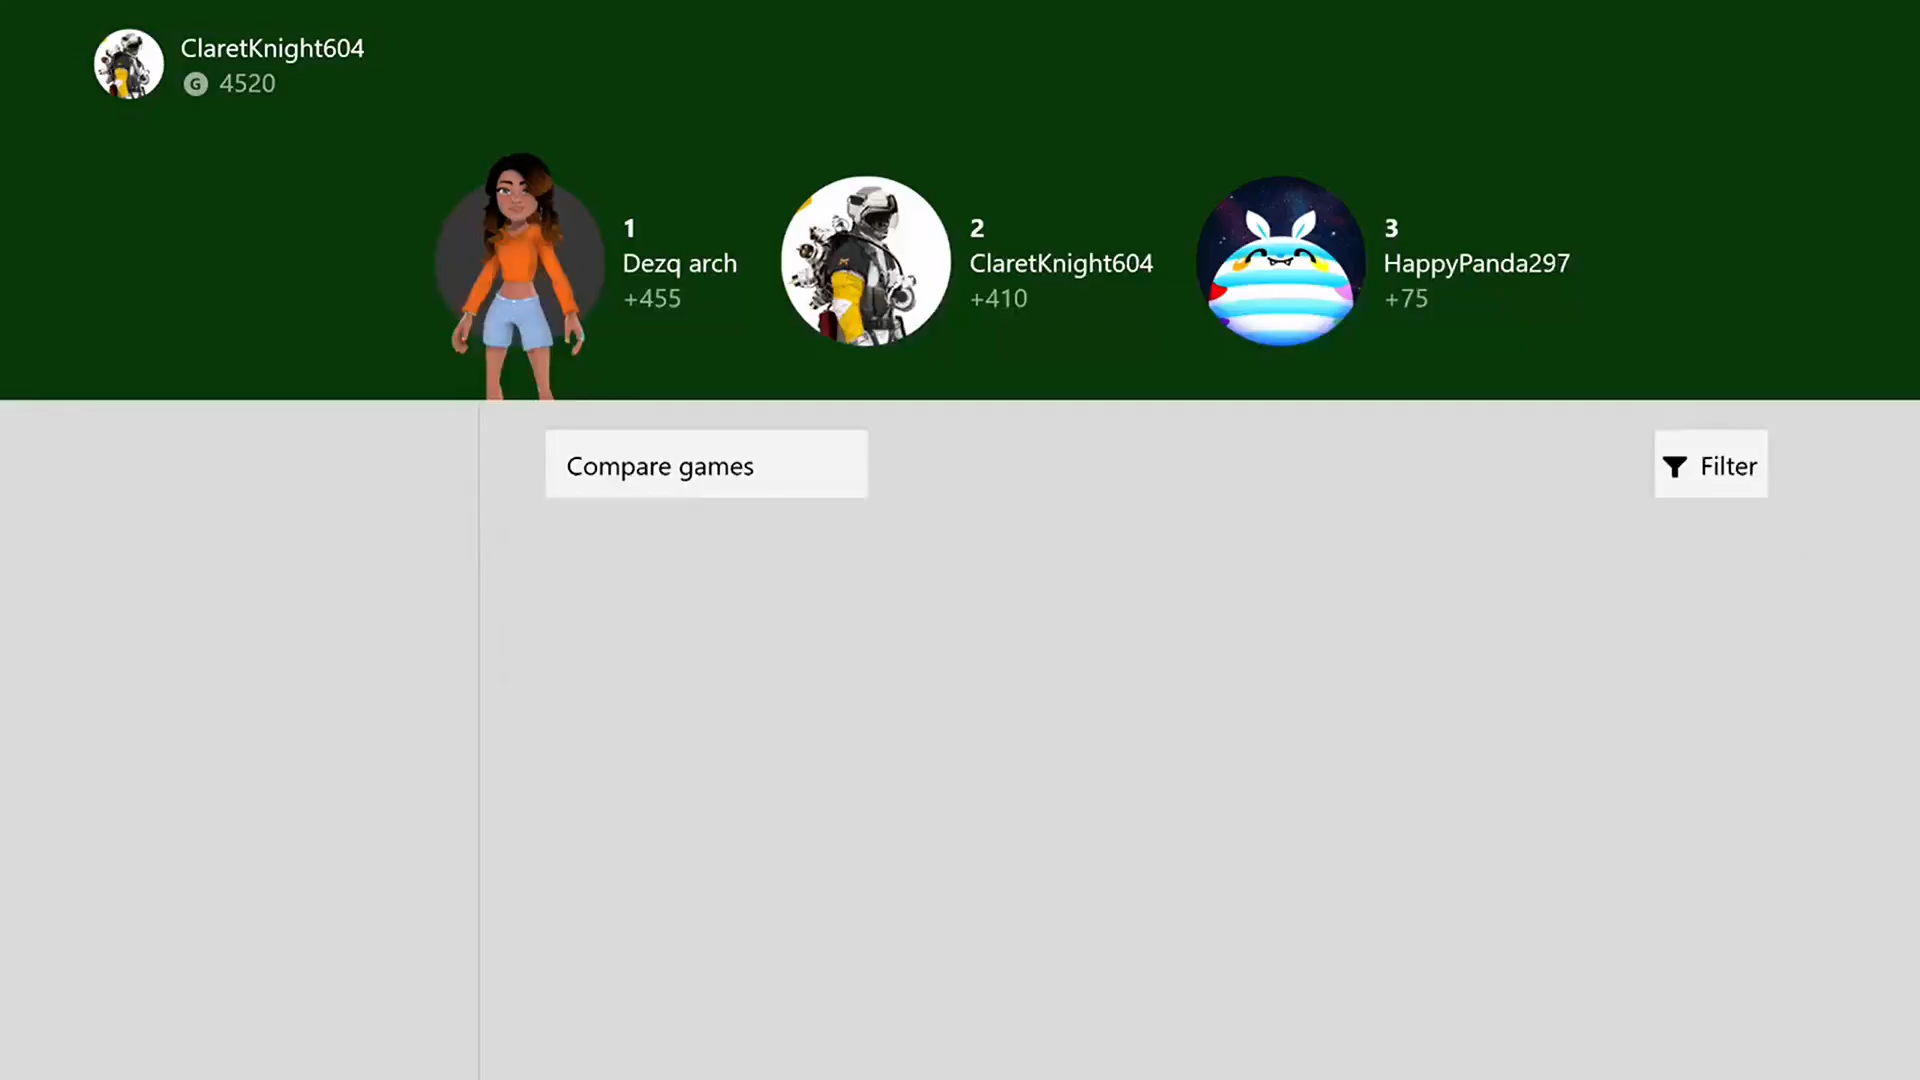 ClaretKnight604
G 4520
1
Dezq arch
+455
2
ClaretKnight604
+410
3
HappyPanda297
+75
Compare games
Filter